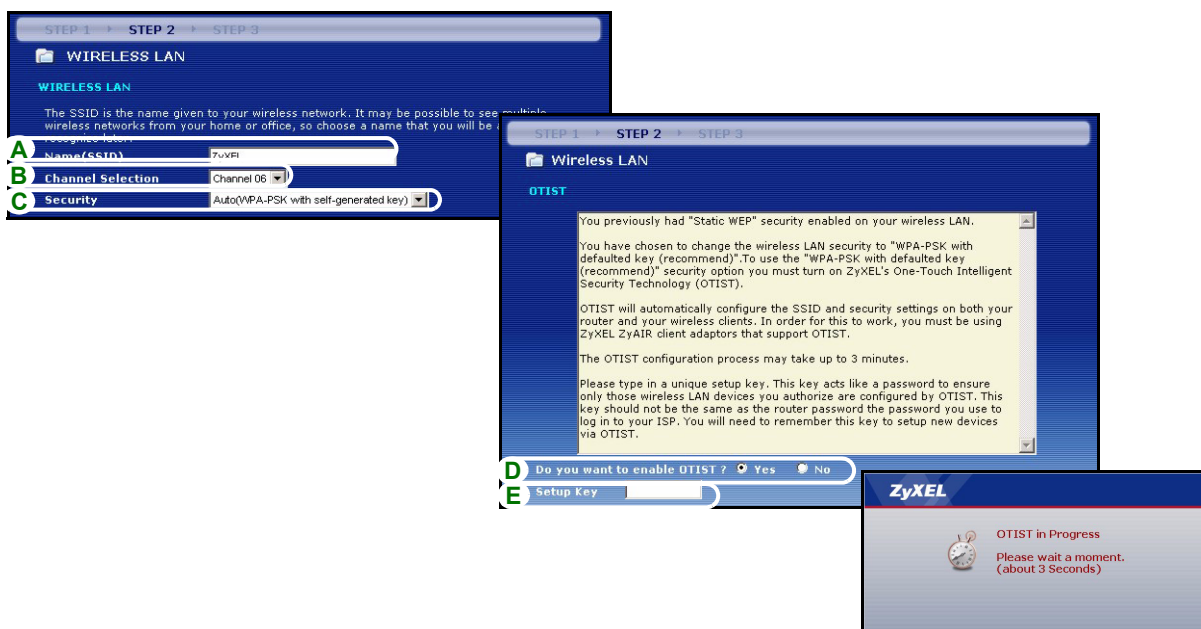 STEP 1 STEP 2 STEP 3
WIRELESS LAN
WIRELESS LAN
The SSID is the name given to your wireless network. It may be possible to see multiple
wireless networks from your home or office, so choose a name that you will be
recognize later.
A Name(SSID) ZyXEL
B Channel Selection Channel 06
C Security Auto(WPA-PSK with self-generated key)
STEP 1 STEP 2 STEP 3
Wireless LAN
OTIST
You previously had "Static WEP" security enabled on your wireless LAN.
You have chosen to change the wireless LAN security to "WPA-PSK with
defaulted key (recommend)".To use the "WPA-PSK with defaulted key
(recommend)" security option you must turn on ZyXEL's One-Touch Intelligent
Security Technology (OTIST).
OTIST will automatically configure the SSID and security settings on both your
router and your wireless clients. In order for this to work, you must be using
ZyXEL ZyAIR client adaptors that support OTIST.
The OTIST configuration process may take up to 3 minutes.
Please type in a unique setup key. This key acts like a password to ensure
only those wireless LAN devices you authorize are configured by OTIST. This
key should not be the same as the router password the password you use to
log in to your ISP. You will need to remember this key to setup new devices
via OTIST.
D Do you want to enable OTIST ? Yes No
E Setup Key
ZyXEL
OTIST in Progress
Please wait a moment.
(about 3 Seconds)